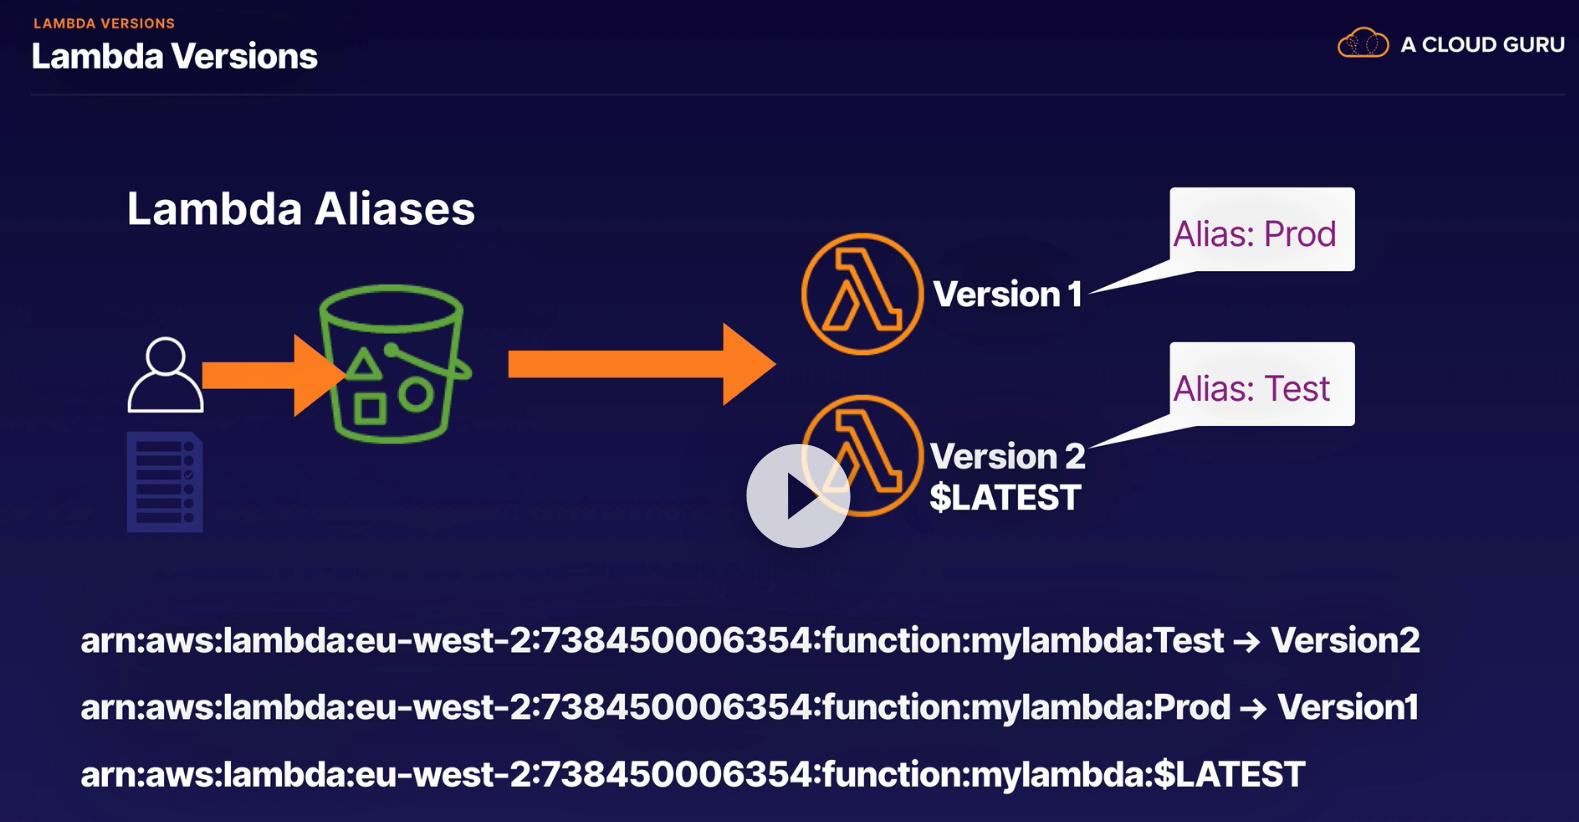 LAMBDA VERSIONS
Lambda Versions
A CLOUD GURU
Lambda Aliases
Alias: Prod
Version 1
Alias: Test
Version 2
$LATEST
arn:aws:lambda:eu-west-2:738450006354:function:mylambda:Test → Version2
arn:aws:lambda:eu-west-2:738450006354:function:mylambda:Prod → Version1
arn:aws:lambda:eu-west-2:738450006354:function:mylambda:$LATEST